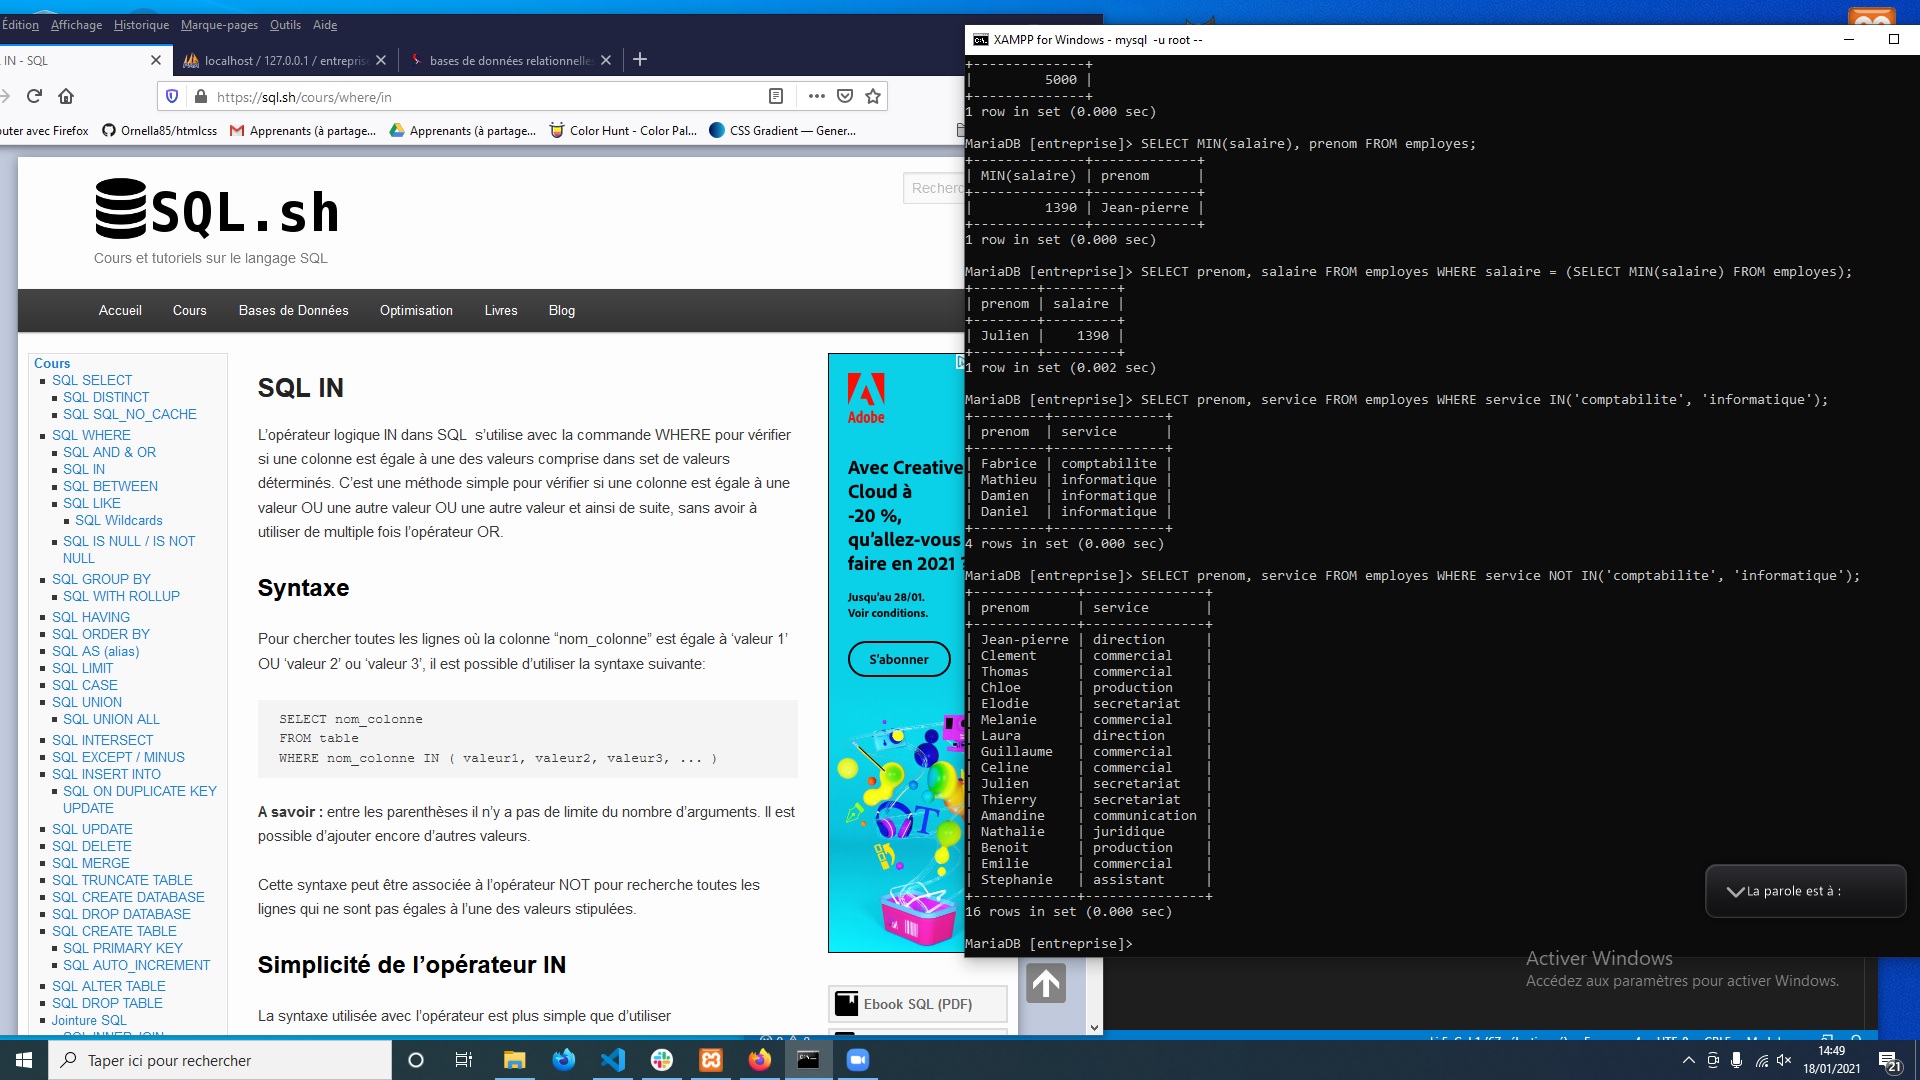 Édition Affichage Historique Marque-pages Outils Aide
IN - SQL
localhost / 127.0.0.1 / entreprise
bases de données relationnelles
https://sql.sh/cours/where/in
outer avec Firefox
Ornella85/htmlcss
Apprenants (à partage...
Apprenants (à partage...
Color Hunt - Color Pal...
CSS Gradient — Gener...
SQL.sh
Cours et tutoriels sur le langage SQL
Recherc
Accueil Cours Bases de Données Optimisation Livres Blog
Cours
SQL SELECT
SQL DISTINCT
SQL SQL_NO_CACHE
SQL WHERE
SQL AND & OR
SQL IN
SQL BETWEEN
SQL LIKE
SQL Wildcards
SQL IS NULL / IS NOT
NULL
SQL GROUP BY
SQL WITH ROLLUP
SQL HAVING
SQL ORDER BY
SQL AS (alias)
SQL LIMIT
SQL CASE
SQL UNION
SQL UNION ALL
SQL INTERSECT
SQL EXCEPT / MINUS
SQL INSERT INTO
SQL ON DUPLICATE KEY
UPDATE
SQL UPDATE
SQL DELETE
SQL MERGE
SQL TRUNCATE TABLE
SQL CREATE DATABASE
SQL DROP DATABASE
SQL CREATE TABLE
SQL PRIMARY KEY
SQL AUTO_INCREMENT
SQL ALTER TABLE
SQL DROP TABLE
Jointure SQL
SQL INNER JOIN
SQL IN
L’opérateur logique IN dans SQL  s’utilise avec la commande WHERE pour vérifier
si une colonne est égale à une des valeurs comprise dans set de valeurs
déterminés. C’est une méthode simple pour vérifier si une colonne est égale à une
valeur OU une autre valeur OU une autre valeur et ainsi de suite, sans avoir à
utiliser de multiple fois l’opérateur OR.
Syntaxe
Pour chercher toutes les lignes où la colonne “nom_colonne” est égale à ‘valeur 1’
OU ‘valeur 2’ ou ‘valeur 3’, il est possible d’utiliser la syntaxe suivante:
SELECT nom_colonne
FROM table
WHERE nom_colonne IN ( valeur1, valeur2, valeur3, ... )
A savoir : entre les parenthèses il n’y a pas de limite du nombre d’arguments. Il est
possible d’ajouter encore d’autres valeurs.
Cette syntaxe peut être associée à l’opérateur NOT pour recherche toutes les
lignes qui ne sont pas égales à l’une des valeurs stipulées.
Simplicité de l’opérateur IN
La syntaxe utilisée avec l’opérateur est plus simple que d’utiliser
Adobe
Avec Creative
Cloud à
-20 %,
qu’allez-vous
faire en 2021 ?
Jusqu’au 28/01.
Voir conditions.
S’abonner
Ebook SQL (PDF)
XAMPP for Windows - mysql  -u root --
+--------------+
|         5000 |
+--------------+
1 row in set (0.000 sec)
MariaDB [entreprise]> SELECT MIN(salaire), prenom FROM employes;
+--------------+-------------+
| MIN(salaire) | prenom      |
+--------------+-------------+
|         1390 | Jean-pierre |
+--------------+-------------+
1 row in set (0.000 sec)
MariaDB [entreprise]> SELECT prenom, salaire FROM employes WHERE salaire = (SELECT MIN(salaire) FROM employes);
+--------+---------+
| prenom | salaire |
+--------+---------+
| Julien |    1390 |
+--------+---------+
1 row in set (0.002 sec)
MariaDB [entreprise]> SELECT prenom, service FROM employes WHERE service IN('comptabilite', 'informatique');
+---------+--------------+
| prenom  | service      |
+---------+--------------+
| Fabrice | comptabilite |
| Mathieu | informatique |
| Damien  | informatique |
| Daniel  | informatique |
+---------+--------------+
4 rows in set (0.000 sec)
MariaDB [entreprise]> SELECT prenom, service FROM employes WHERE service NOT IN('comptabilite', 'informatique');
+-------------+---------------+
| prenom      | service       |
+-------------+---------------+
| Jean-pierre | direction     |
| Clement     | commercial    |
| Thomas      | commercial    |
| Chloe       | production    |
| Elodie      | secretariat   |
| Melanie     | commercial    |
| Laura       | direction     |
| Guillaume   | commercial    |
| Celine      | commercial    |
| Julien      | secretariat   |
| Thierry     | secretariat   |
| Amandine    | communication |
| Nathalie    | juridique     |
| Benoit      | production    |
| Emilie      | commercial    |
| Stephanie   | assistant     |
+-------------+---------------+
16 rows in set (0.000 sec)
MariaDB [entreprise]>
La parole est à :
Activer Windows
Accédez aux paramètres pour activer Windows.
Taper ici pour rechercher
14:49
18/01/2021
21